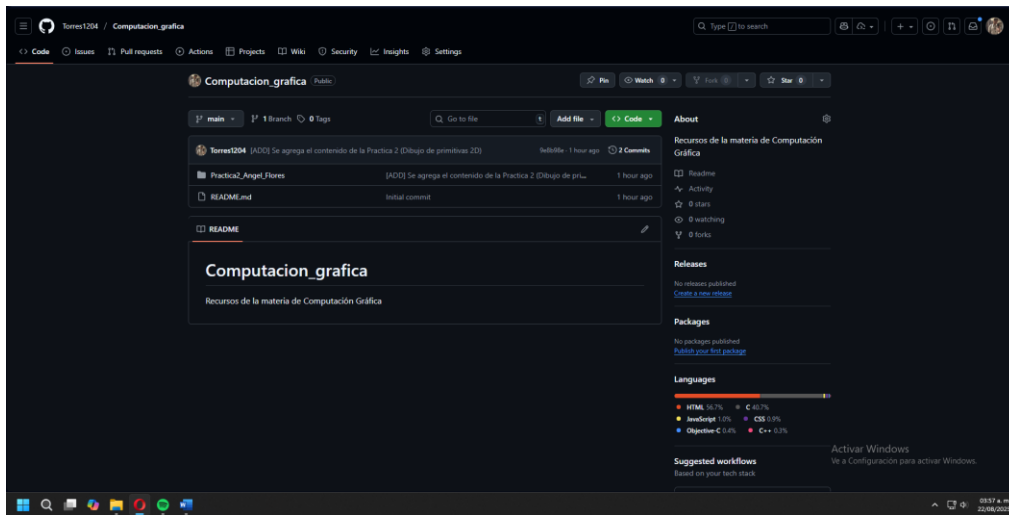 Torres1204 / Computacion_grafica
Type / to search
Code Issues Pull requests Actions Projects Wiki Security Insights Settings
Computacion_grafica Public
Pin Watch 0 Fork 0 Star 0
main 1 Branch 0 Tags
Go to file t Add file Code
About
Recursos de la materia de Computación
Gráfica
Torres1204 [ADD] Se agrega el contenido de la Practica 2 (Dibujo de primitivas 2D) 1 hour ago 2 Commits
Practica2_Angel_Flores [ADD] Se agrega el contenido de la Practica 2 (Dibujo de pri... 1 hour ago
README.md Initial commit 1 hour ago
Readme
Activity
0 stars
0 watching
0 forks
README
Computacion_grafica
Recursos de la materia de Computación Gráfica
Releases
No releases published
Create a new release
Packages
No packages published
Publish your first package
Languages
HTML 56.7% C 40.7%
JavaScript 1.0% CSS 0.9%
Objective-C 0.4% C++ 0.3%
Suggested workflows
Based on your tech stack
Activar Windows
Ve a Configuración para activar Windows.
03:57 a. m.